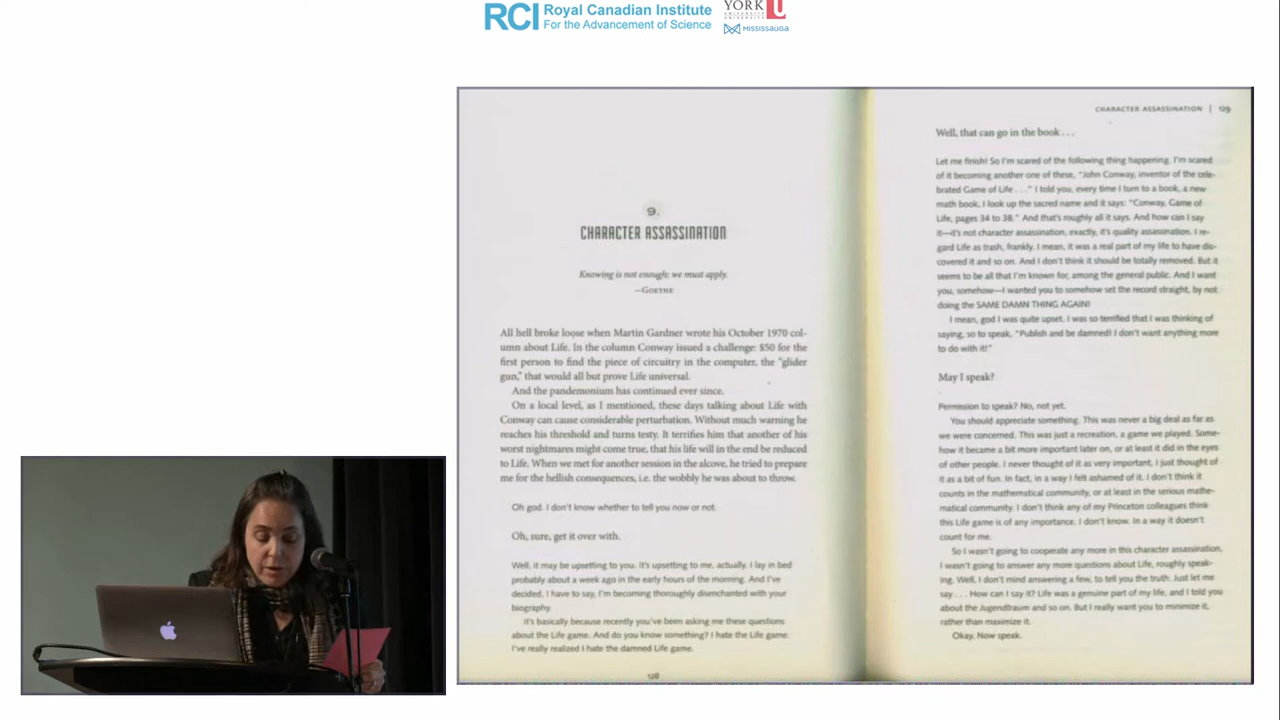 RCI Royal Canadian Institute
For the Advancement of Science
YORK U
UNIVERSITÉ
UNIVERSITY
MISSISSAUGA
9.
CHARACTER ASSASSINATION
Knowing is not enough; we must apply.
—GOETHE
All hell broke loose when Martin Gardner wrote his October 1970 col-
umn about Life. In the column Conway issued a challenge: $50 for the
first person to find the piece of circuitry in the computer, the "glider
gun," that would all but prove Life universal.
And the pandemonium has continued ever since.
On a local level, as I mentioned, these days talking about Life with
Conway can cause considerable perturbation. Without much warning he
reaches his threshold and turns testy. It terrifies him that another of his
worst nightmares might come true, that his life will in the end be reduced
to Life. When we met for another session in the alcove, he tried to prepare
me for the hellish consequences, i.e. the wobbly he was about to throw.
Oh god. I don't know whether to tell you now or not.
Oh, sure, get it over with.
Well, it may be upsetting to you. It's upsetting to me, actually. I lay in bed
probably about a week ago in the early hours of the morning. And I've
decided, I have to say, I'm becoming thoroughly disenchanted with your
biography.
It's basically because recently you've been asking me these questions
about the Life game. And do you know something? I hate the Life game.
I've really realized I hate the damned Life game.
128
CHARACTER ASSASSINATION | 129
Well, that can go in the book . . .
Let me finish! So I'm scared of the following thing happening. I'm scared
of it becoming another one of these, "John Conway, inventor of the cele-
brated Game of Life . . ." I told you, every time I turn to a book, a new
math book, I look up the sacred name and it says: "Conway, Game of
Life, pages 34 to 38." And that's roughly all it says. And how can I say
it—it's not character assassination, exactly, it's quality assassination. I re-
gard Life as trash, frankly. I mean, it was a real part of my life to have dis-
covered it and so on. And I don't think it should be totally removed. But it
seems to be all that I'm known for, among the general public. And I want
you, somehow—I wanted you to somehow set the record straight, by not
doing the SAME DAMN THING AGAIN!
I mean, god I was quite upset. I was so terrified that I was thinking of
saying, so to speak, "Publish and be damned! I don't want anything more
to do with it!"
May I speak?
Permission to speak? No, not yet.
You should appreciate something. This was never a big deal as far as
we were concerned. This was just a recreation, a game we played. Some-
how it became a bit more important later on, or at least it did in the eyes
of other people. I never thought of it as very important, I just thought of
it as a bit of fun. In fact, in a way I felt ashamed of it. I don't think it
counts in the mathematical community, or at least in the serious mathe-
matical community. I don't think any of my Princeton colleagues think
this Life game is of any importance. I don't know. In a way it doesn't
count for me.
So I wasn't going to cooperate any more in this character assassination.
I wasn't going to answer any more questions about Life, roughly speak-
ing. Well, I don't mind answering a few, to tell you the truth. Just let me
say . . . How can I say it? Life was a genuine part of my life, and I told you
about the Jugendtraum and so on. But I really want you to minimize it,
rather than maximize it.
Okay. Now speak.